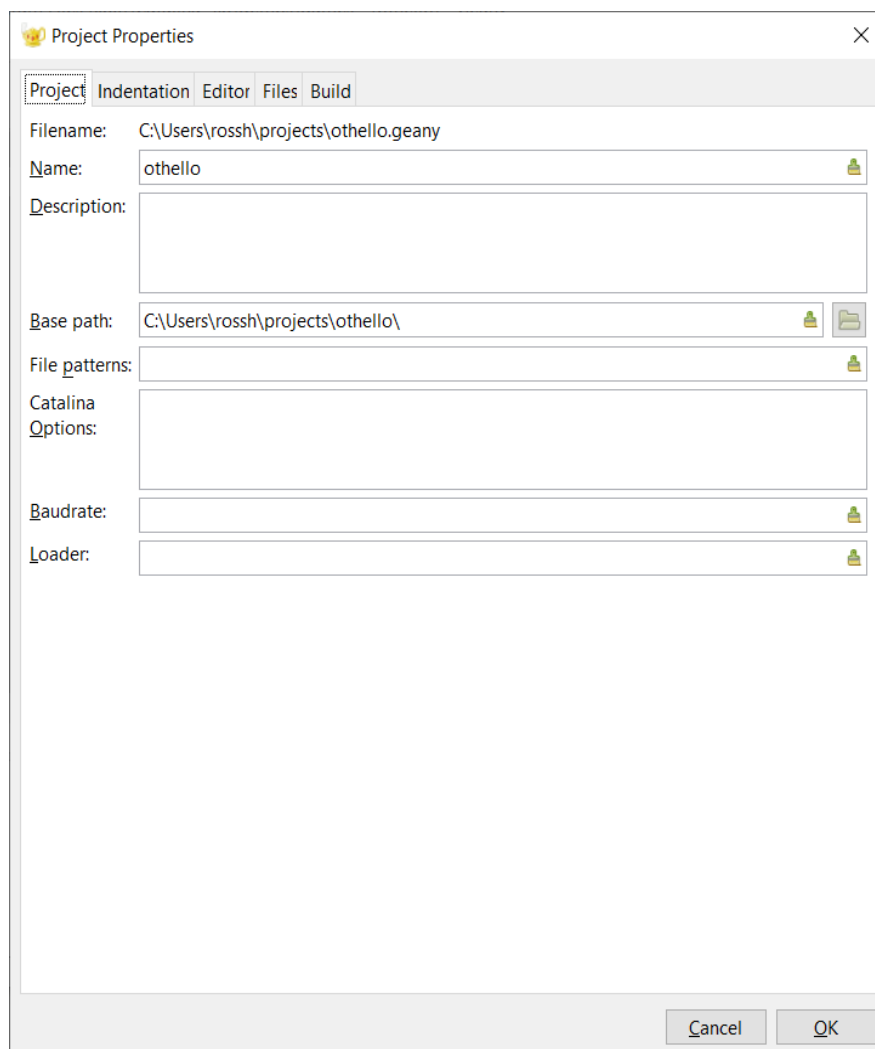 Project Properties
Project Indentation Editor Files Build
Filename: C:\Users\rossh\projects\othello.geany
Name: othello
Description:
Base path: C:\Users\rossh\projects\othello\
File patterns:
Catalina
Options:
Baudrate:
Loader:
Cancel OK